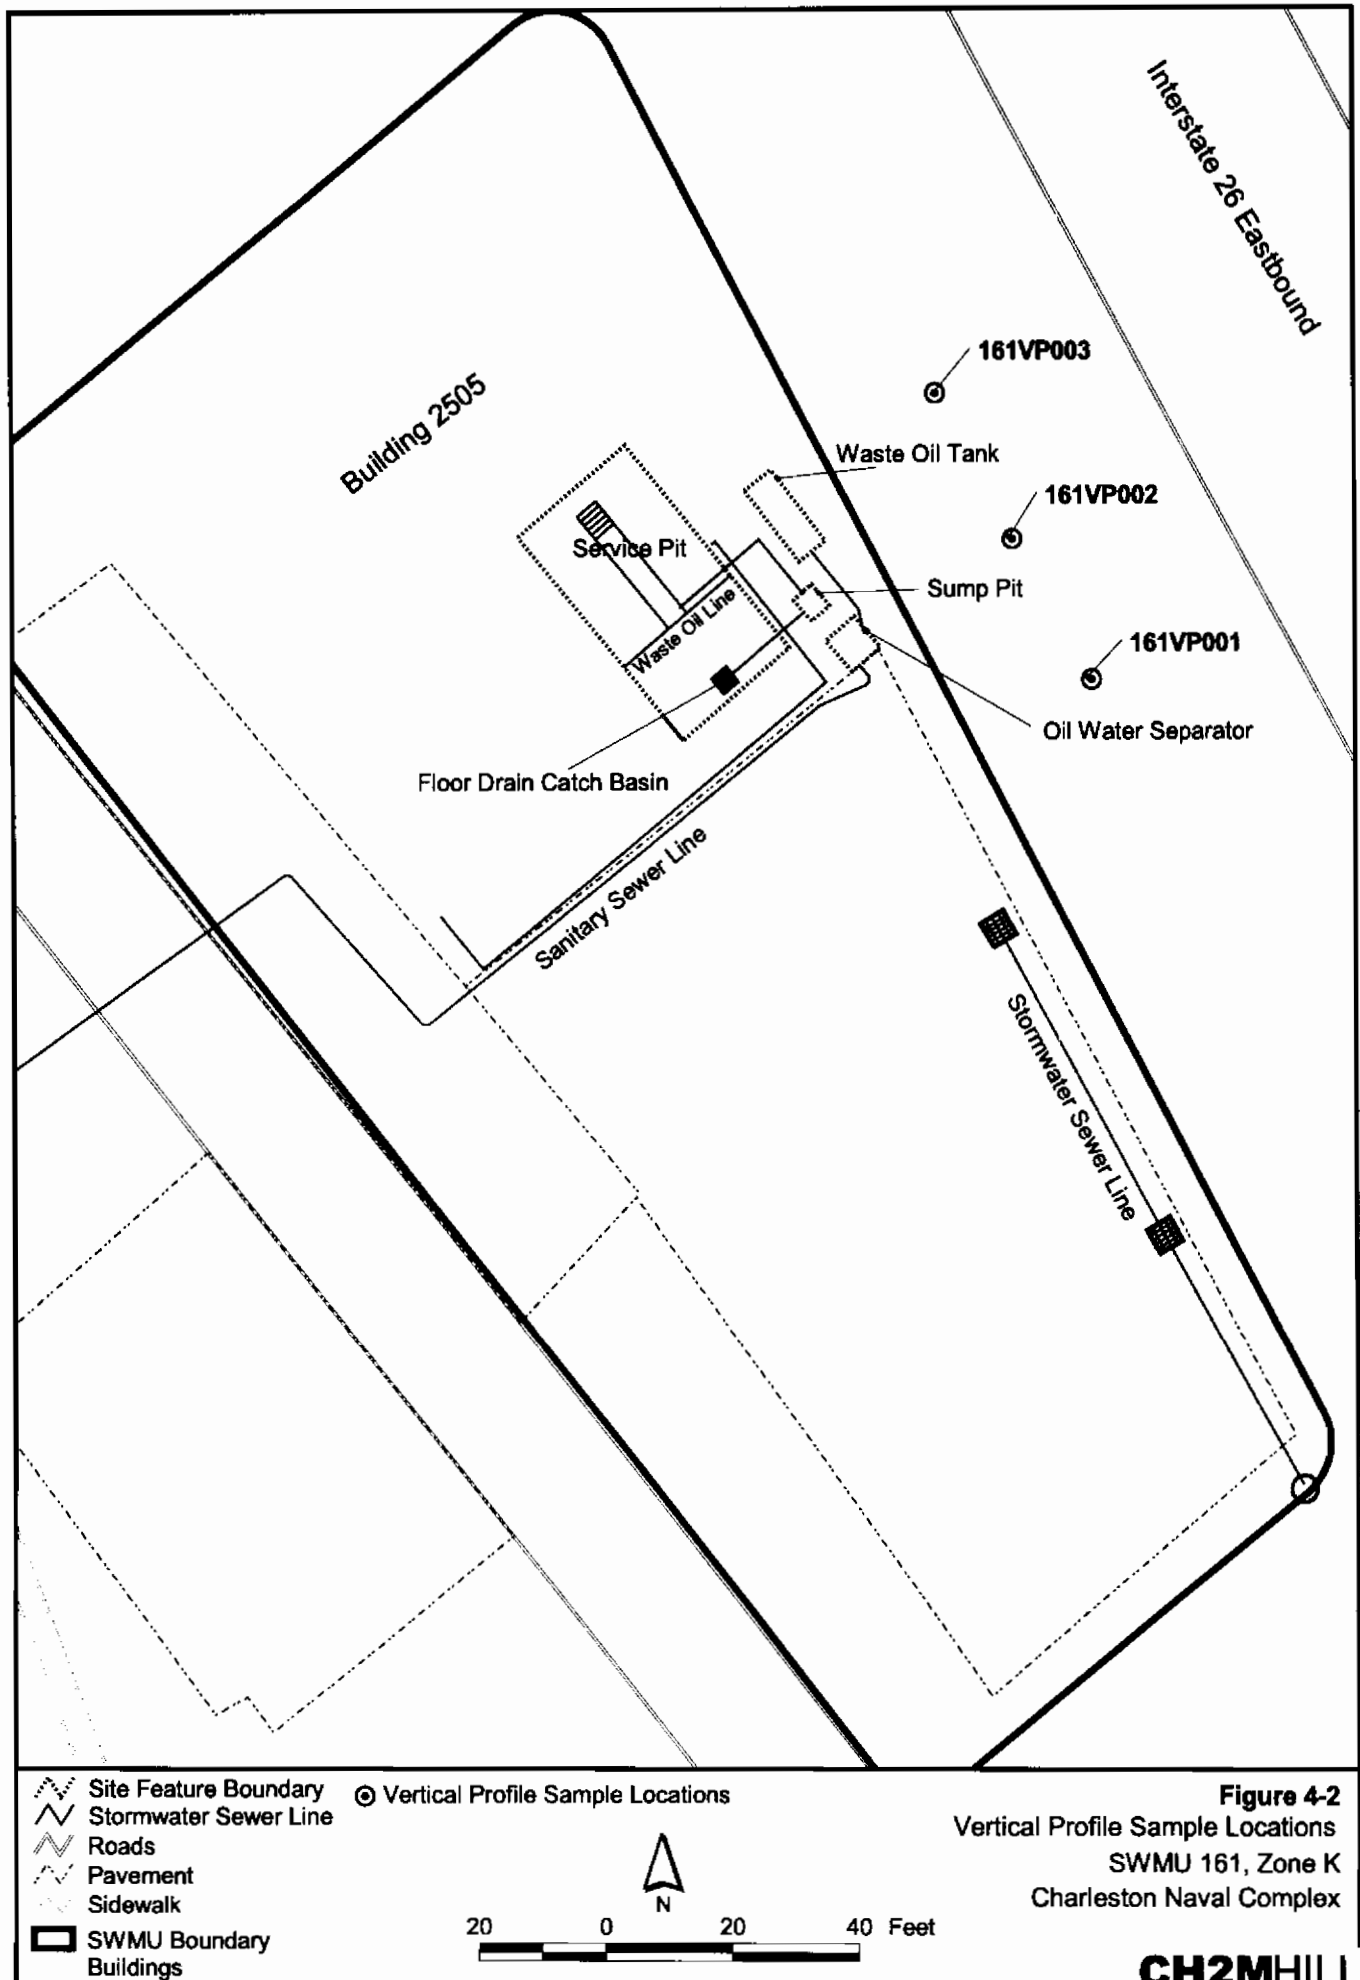 Interstate 26 Eastbound
161VP003
Building 2505
Waste Oil Tank
161VP002
Service Pit
Sump Pit
Waste Oil Line
161VP001
Oil Water Separator
Floor Drain Catch Basin
Sanitary Sewer Line
Stormwater Sewer Line
Site Feature Boundary
Stormwater Sewer Line
Roads
Pavement
Sidewalk
SWMU Boundary
Buildings
Vertical Profile Sample Locations
N
20 0 20 40 Feet
Figure 4-2
Vertical Profile Sample Locations
SWMU 161, Zone K
Charleston Naval Complex
CH2MHILL